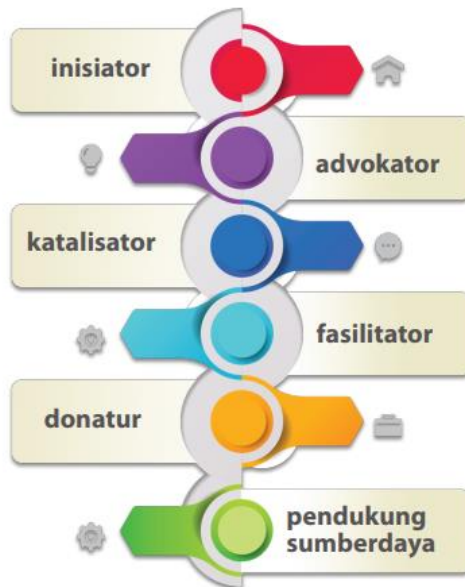 inisiator
advokator
katalisator
fasilitator
donatur
pendukung
sumberdaya